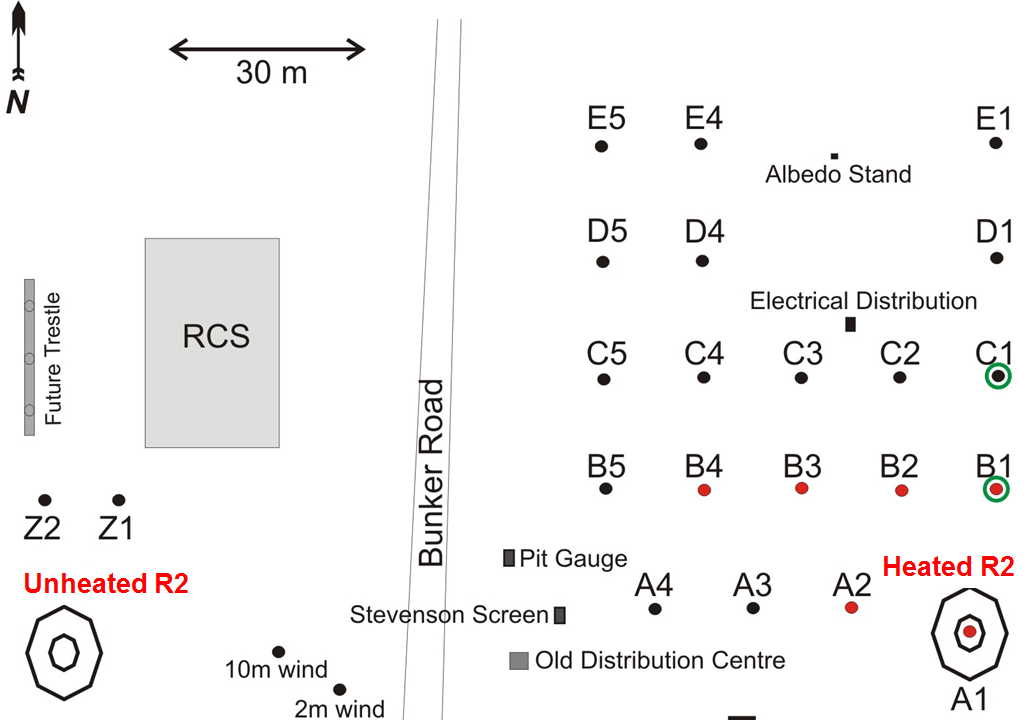 N
30 m
E5
E4
E1
Albedo Stand
D5
D4
D1
Electrical Distribution
RCS
Future Trestle
Bunker Road
C5
C4
C3
C2
C1
B5
B4
B3
B2
B1
Z2
Z1
Pit Gauge
Unheated R2
Heated R2
A4
A3
A2
Stevenson Screen
10m wind
Old Distribution Centre
A1
2m wind